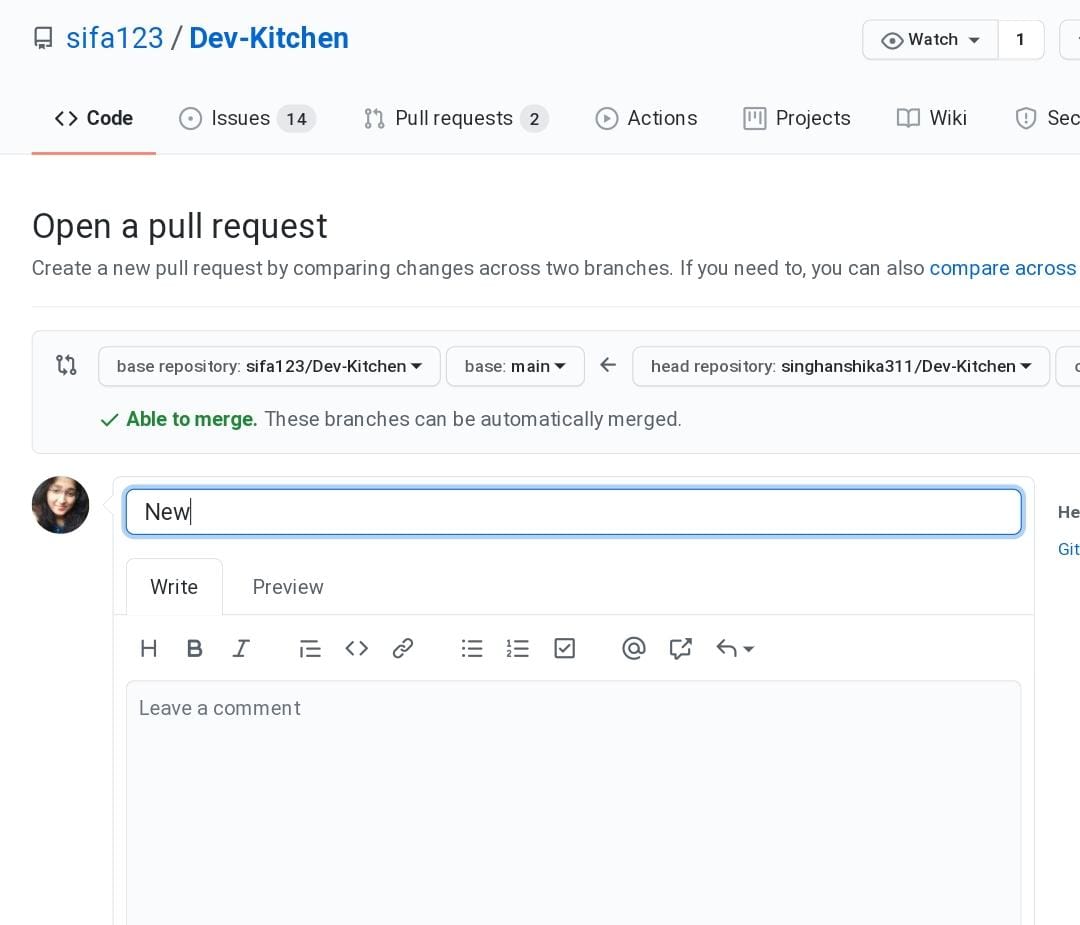 sifa123 / Dev-Kitchen
Watch 1
Code Issues 14 Pull requests 2 Actions Projects Wiki Sec
Open a pull request
Create a new pull request by comparing changes across two branches. If you need to, you can also compare across
base repository: sifa123/Dev-Kitchen base: main head repository: singhanshika311/Dev-Kitchen
Able to merge. These branches can be automatically merged.
New
He
Git
Write Preview
H B I
Leave a comment